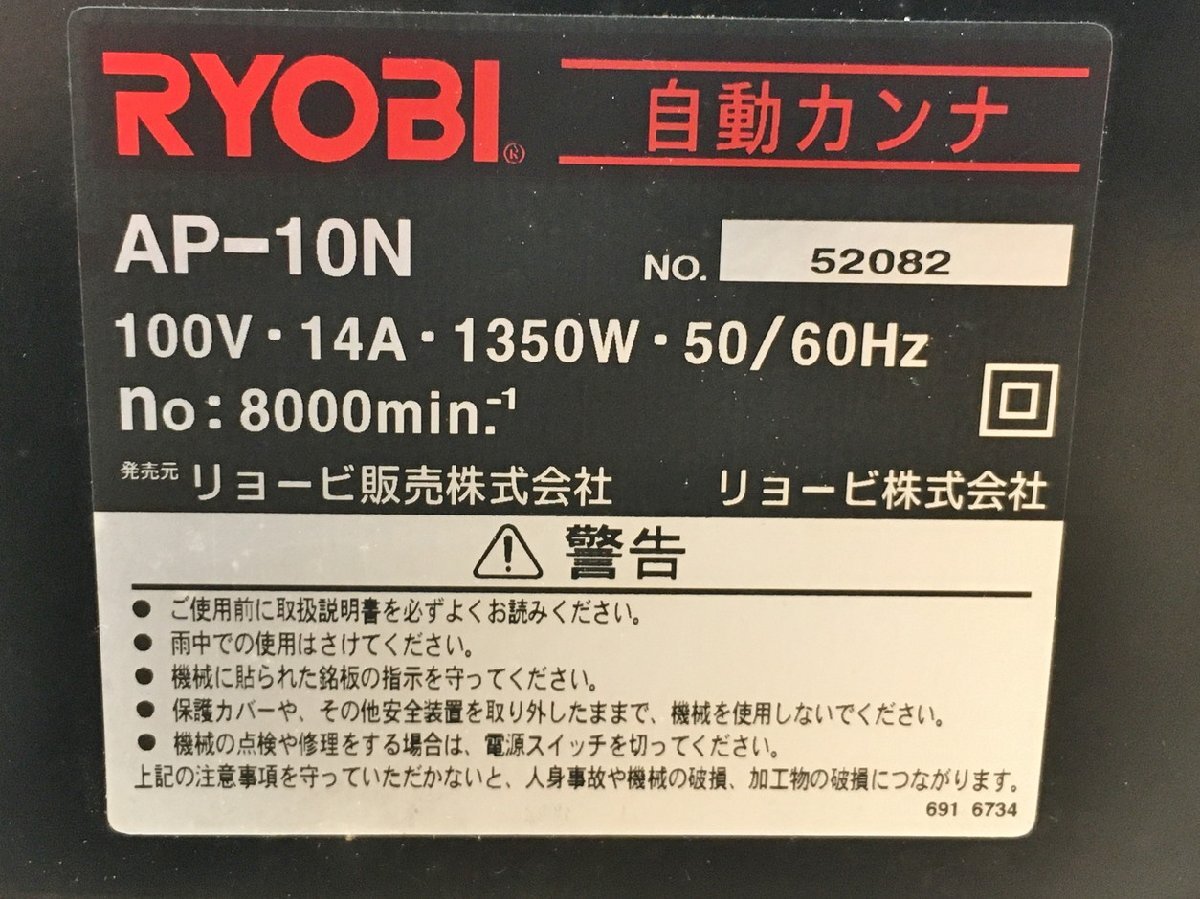 RYOBI®
自動カンナ
AP-10N
NO. 52082
100V・14A・1350W・50/60Hz
no: 8000min.⁻¹
発売元 リョービ販売株式会社 リョービ株式会社
警告
● ご使用前に取扱説明書を必ずよくお読みください。
● 雨中での使用はさけてください。
● 機械に貼られた銘板の指示を守ってください。
● 保護カバーや、その他安全装置を取り外したままで、機械を使用しないでください。
● 機械の点検や修理をする場合は、電源スイッチを切ってください。
上記の注意事項を守っていただかないと、人身事故や機械の破損、加工物の破損につながります。
691 6734